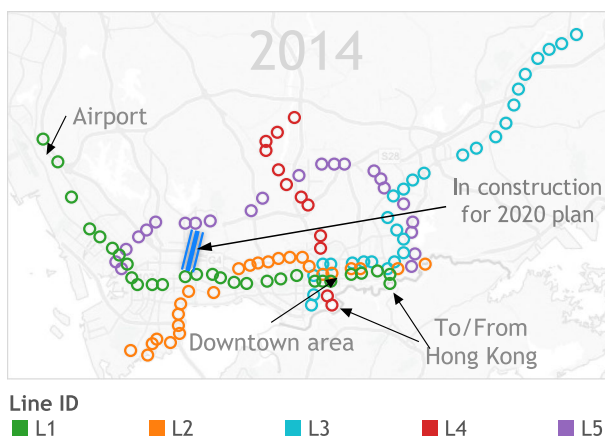 2014
Airport
S28
In construction
for 2020 plan
Downtown area
To/From
Hong Kong
Line ID
L1
L2
L3
L4
L5